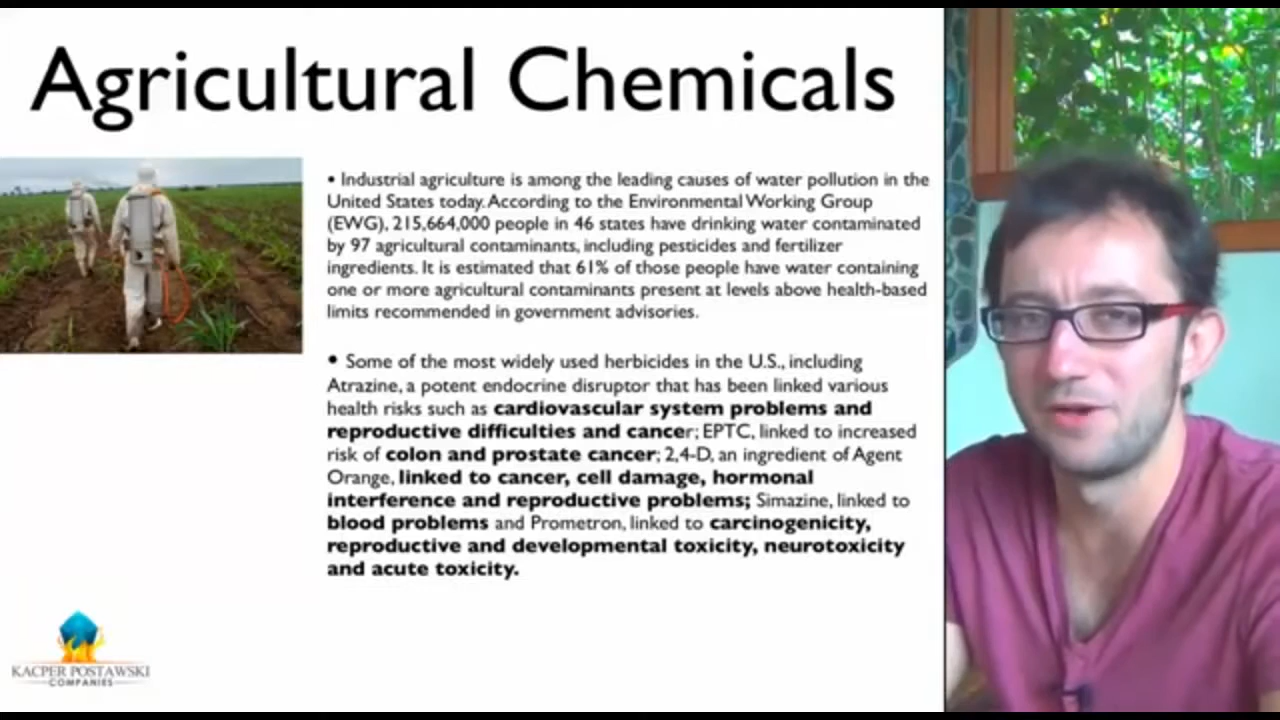 Agricultural Chemicals
• Industrial agriculture is among the leading causes of water pollution in the
United States today. According to the Environmental Working Group
(EWG), 215,664,000 people in 46 states have drinking water contaminated
by 97 agricultural contaminants, including pesticides and fertilizer
ingredients. It is estimated that 61% of those people have water containing
one or more agricultural contaminants present at levels above health-based
limits recommended in government advisories.
• Some of the most widely used herbicides in the U.S., including
Atrazine, a potent endocrine disruptor that has been linked various
health risks such as cardiovascular system problems and
reproductive difficulties and cancer; EPTC, linked to increased
risk of colon and prostate cancer; 2,4-D, an ingredient of Agent
Orange, linked to cancer, cell damage, hormonal
interference and reproductive problems; Simazine, linked to
blood problems and Prometron, linked to carcinogenicity,
reproductive and developmental toxicity, neurotoxicity
and acute toxicity.
KACPER POSTAWSKI
COMPANIES